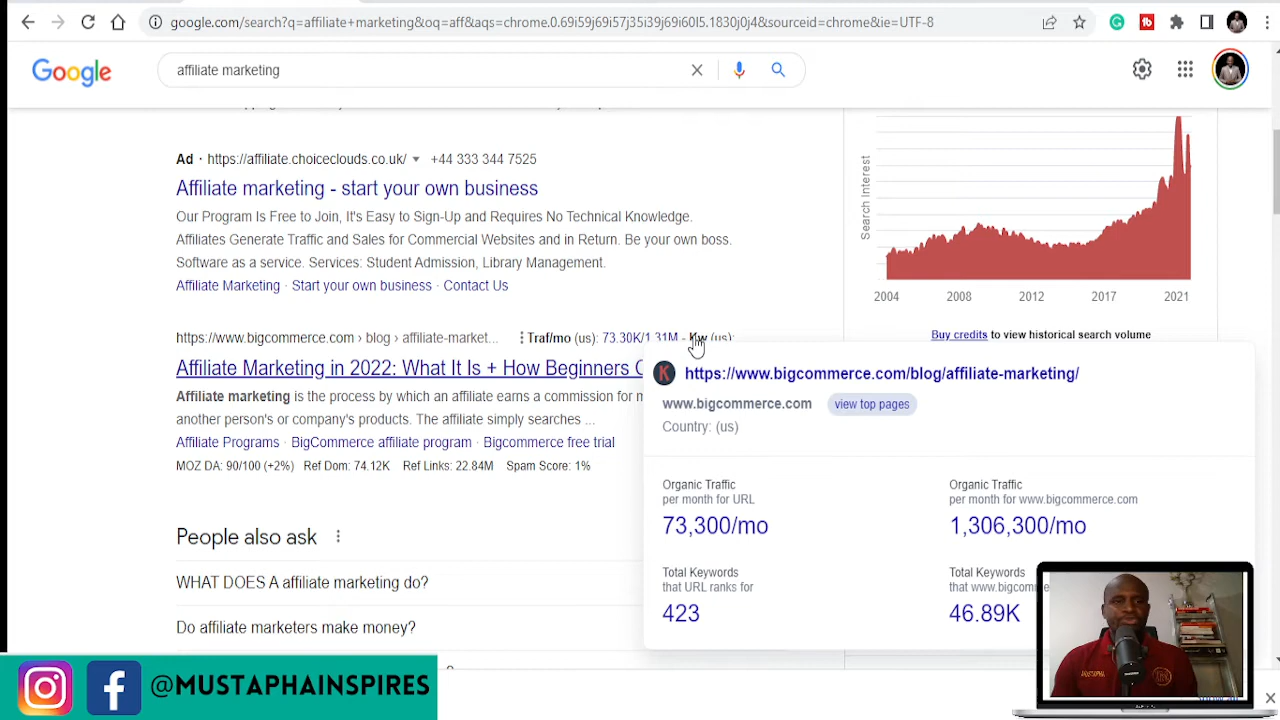 google.com/search?q=affiliate+marketing&oq=aff&aqs=chrome.0.69i59j69i57j35i39j69i60l5.1830j0j4&sourceid=chrome&ie=UTF-8
Google
affiliate marketing
Ad · https://affiliate.choiceclouds.co.uk/ +44 333 344 7525
Affiliate marketing - start your own business
Our Program Is Free to Join, It's Easy to Sign-Up and Requires No Technical Knowledge.
Affiliates Generate Traffic and Sales for Commercial Websites and in Return. Be your own boss.
Software as a service. Services: Student Admission, Library Management.
Affiliate Marketing · Start your own business · Contact Us
Search Interest
2004 2008 2012 2017 2021
Buy credits to view historical search volume
https://www.bigcommerce.com › blog › affiliate-market... Traf/mo (us): 73.30K/1.31M - Kw (us):
Affiliate Marketing in 2022: What It Is + How Beginners
Affiliate marketing is the process by which an affiliate earns a commission for
another person's or company's products. The affiliate simply searches ...
Affiliate Programs · BigCommerce affiliate program · Bigcommerce free trial
MOZ DA: 90/100 (+2%) Ref Dom: 74.12K Ref Links: 22.84M Spam Score: 1%
People also ask
WHAT DOES A affiliate marketing do?
Do affiliate marketers make money?
K https://www.bigcommerce.com/blog/affiliate-marketing/
www.bigcommerce.com view top pages
Country: (us)
Organic Traffic
per month for URL
73,300/mo
Organic Traffic
per month for www.bigcommerce.com
1,306,300/mo
Total Keywords
that URL ranks for
423
Total Keywords
that
46.89K
@MUSTAPHAINSPIRES